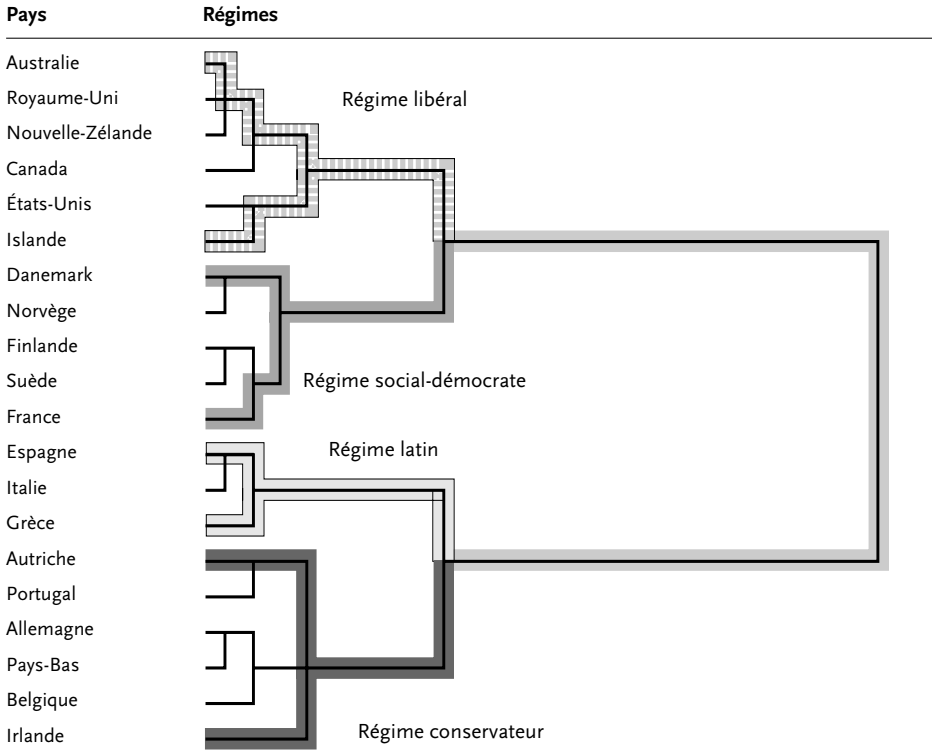 Pays Régimes
Australie
Royaume-Uni Régime libéral
Nouvelle-Zélande
Canada
États-Unis
Islande
Danemark
Norvège
Finlande
Suède Régime social-démocrate
France
Espagne Régime latin
Italie
Grèce
Autriche
Portugal
Allemagne
Pays-Bas
Belgique
Irlande Régime conservateur